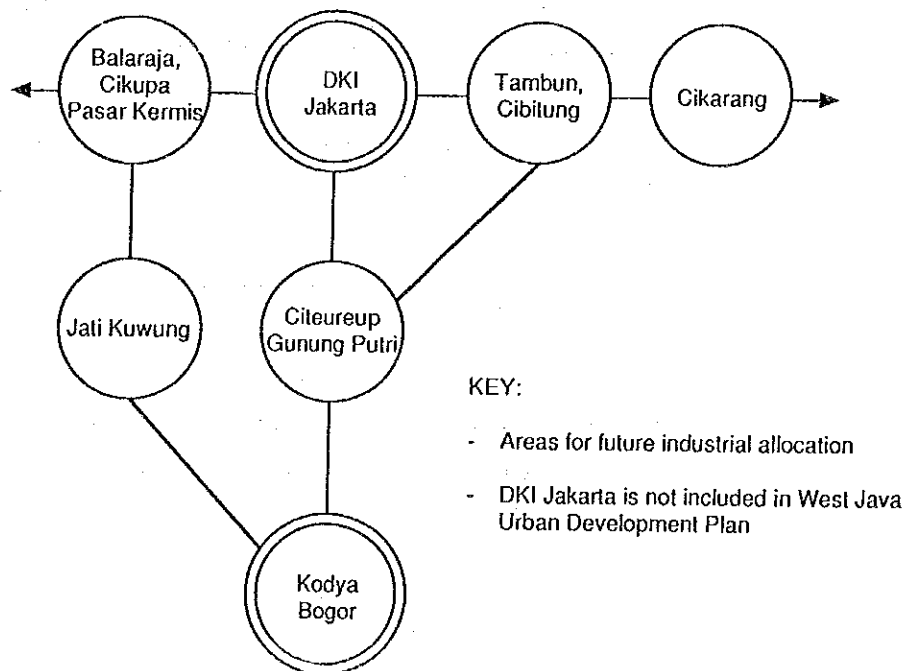 Balaraja,
Cikupa
Pasar Kermis
DKI
Jakarta
Tambun,
Cibitung
Cikarang
Jati Kuwung
Citeureup
Gunung Putri
KEY:
- Areas for future industrial allocation
- DKI Jakarta is not included in West Java
Urban Development Plan
Kodya
Bogor